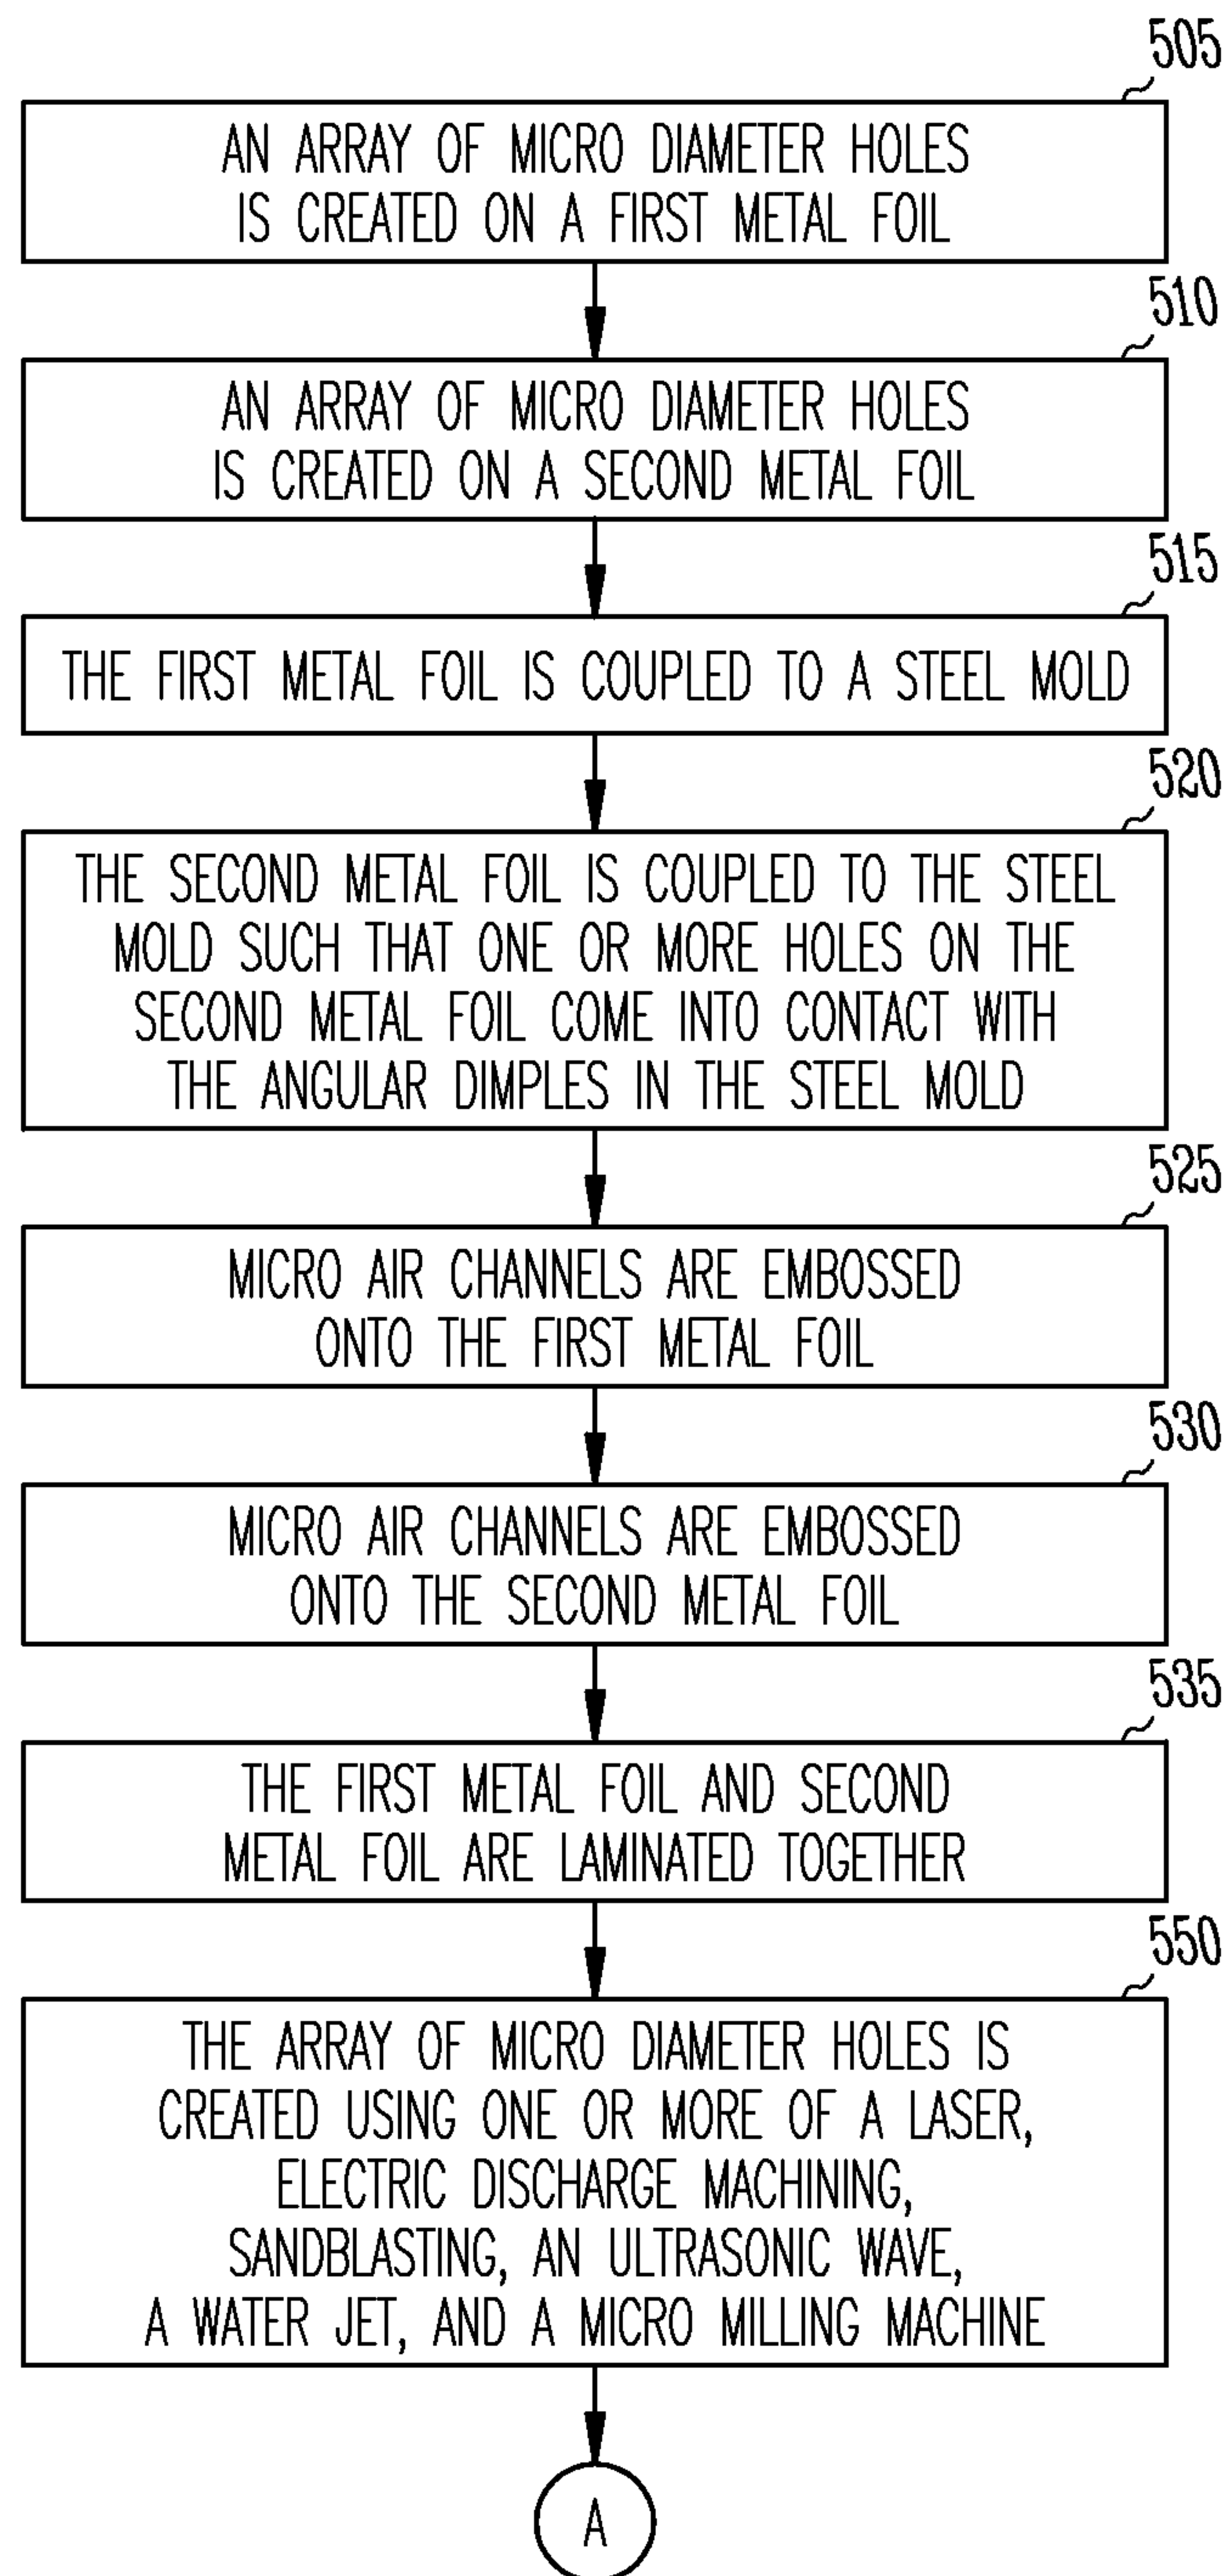 505
AN ARRAY OF MICRO DIAMETER HOLES
IS CREATED ON A FIRST METAL FOIL
510
AN ARRAY OF MICRO DIAMETER HOLES
IS CREATED ON A SECOND METAL FOIL
515
THE FIRST METAL FOIL IS COUPLED TO A STEEL MOLD
520
THE SECOND METAL FOIL IS COUPLED TO THE STEEL
MOLD SUCH THAT ONE OR MORE HOLES ON THE
SECOND METAL FOIL COME INTO CONTACT WITH
THE ANGULAR DIMPLES IN THE STEEL MOLD
525
MICRO AIR CHANNELS ARE EMBOSSED
ONTO THE FIRST METAL FOIL
530
MICRO AIR CHANNELS ARE EMBOSSED
ONTO THE SECOND METAL FOIL
535
THE FIRST METAL FOIL AND SECOND
METAL FOIL ARE LAMINATED TOGETHER
550
THE ARRAY OF MICRO DIAMETER HOLES IS
CREATED USING ONE OR MORE OF A LASER,
ELECTRIC DISCHARGE MACHINING,
SANDBLASTING, AN ULTRASONIC WAVE,
A WATER JET, AND A MICRO MILLING MACHINE
A